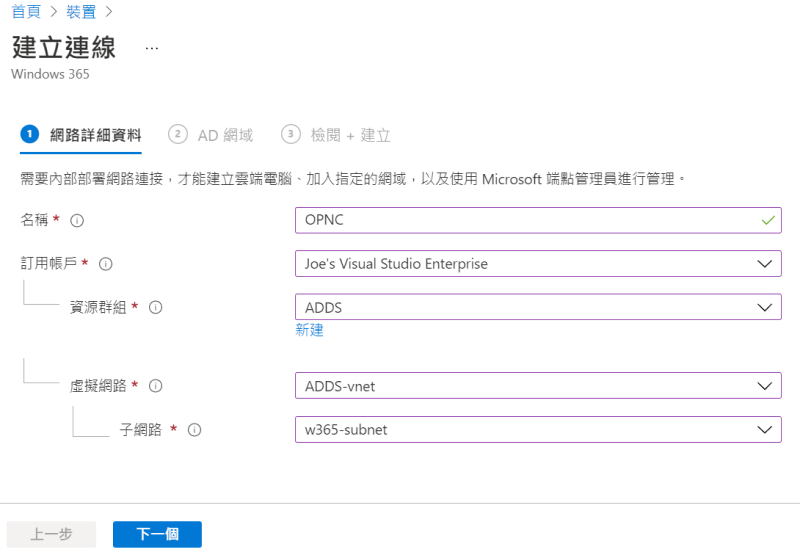 首頁 > 裝置 >
建立連線 ...
Windows 365
1 網路詳細資料 2 AD 網域 3 檢閱 + 建立
需要內部部署網路連接，才能建立雲端電腦、加入指定的網域，以及使用 Microsoft 端點管理員進行管理。
名稱 * OPNC
訂用帳戶 * Joe's Visual Studio Enterprise
資源群組 * ADDS
新建
虛擬網路 * ADDS-vnet
子網路 * w365-subnet
上一步 下一個